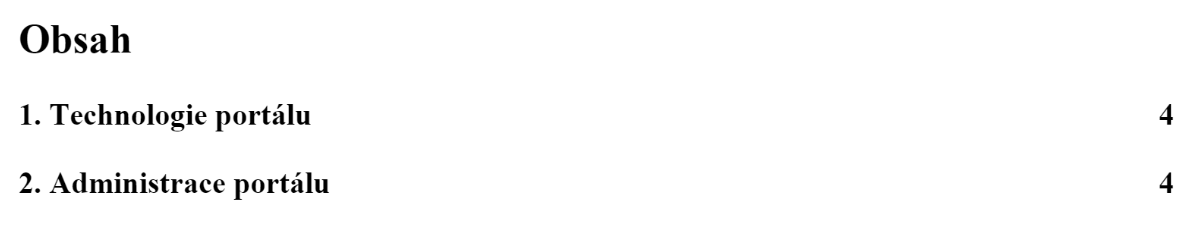 Obsah
1. Technologie portálu 4
2. Administrace portálu 4